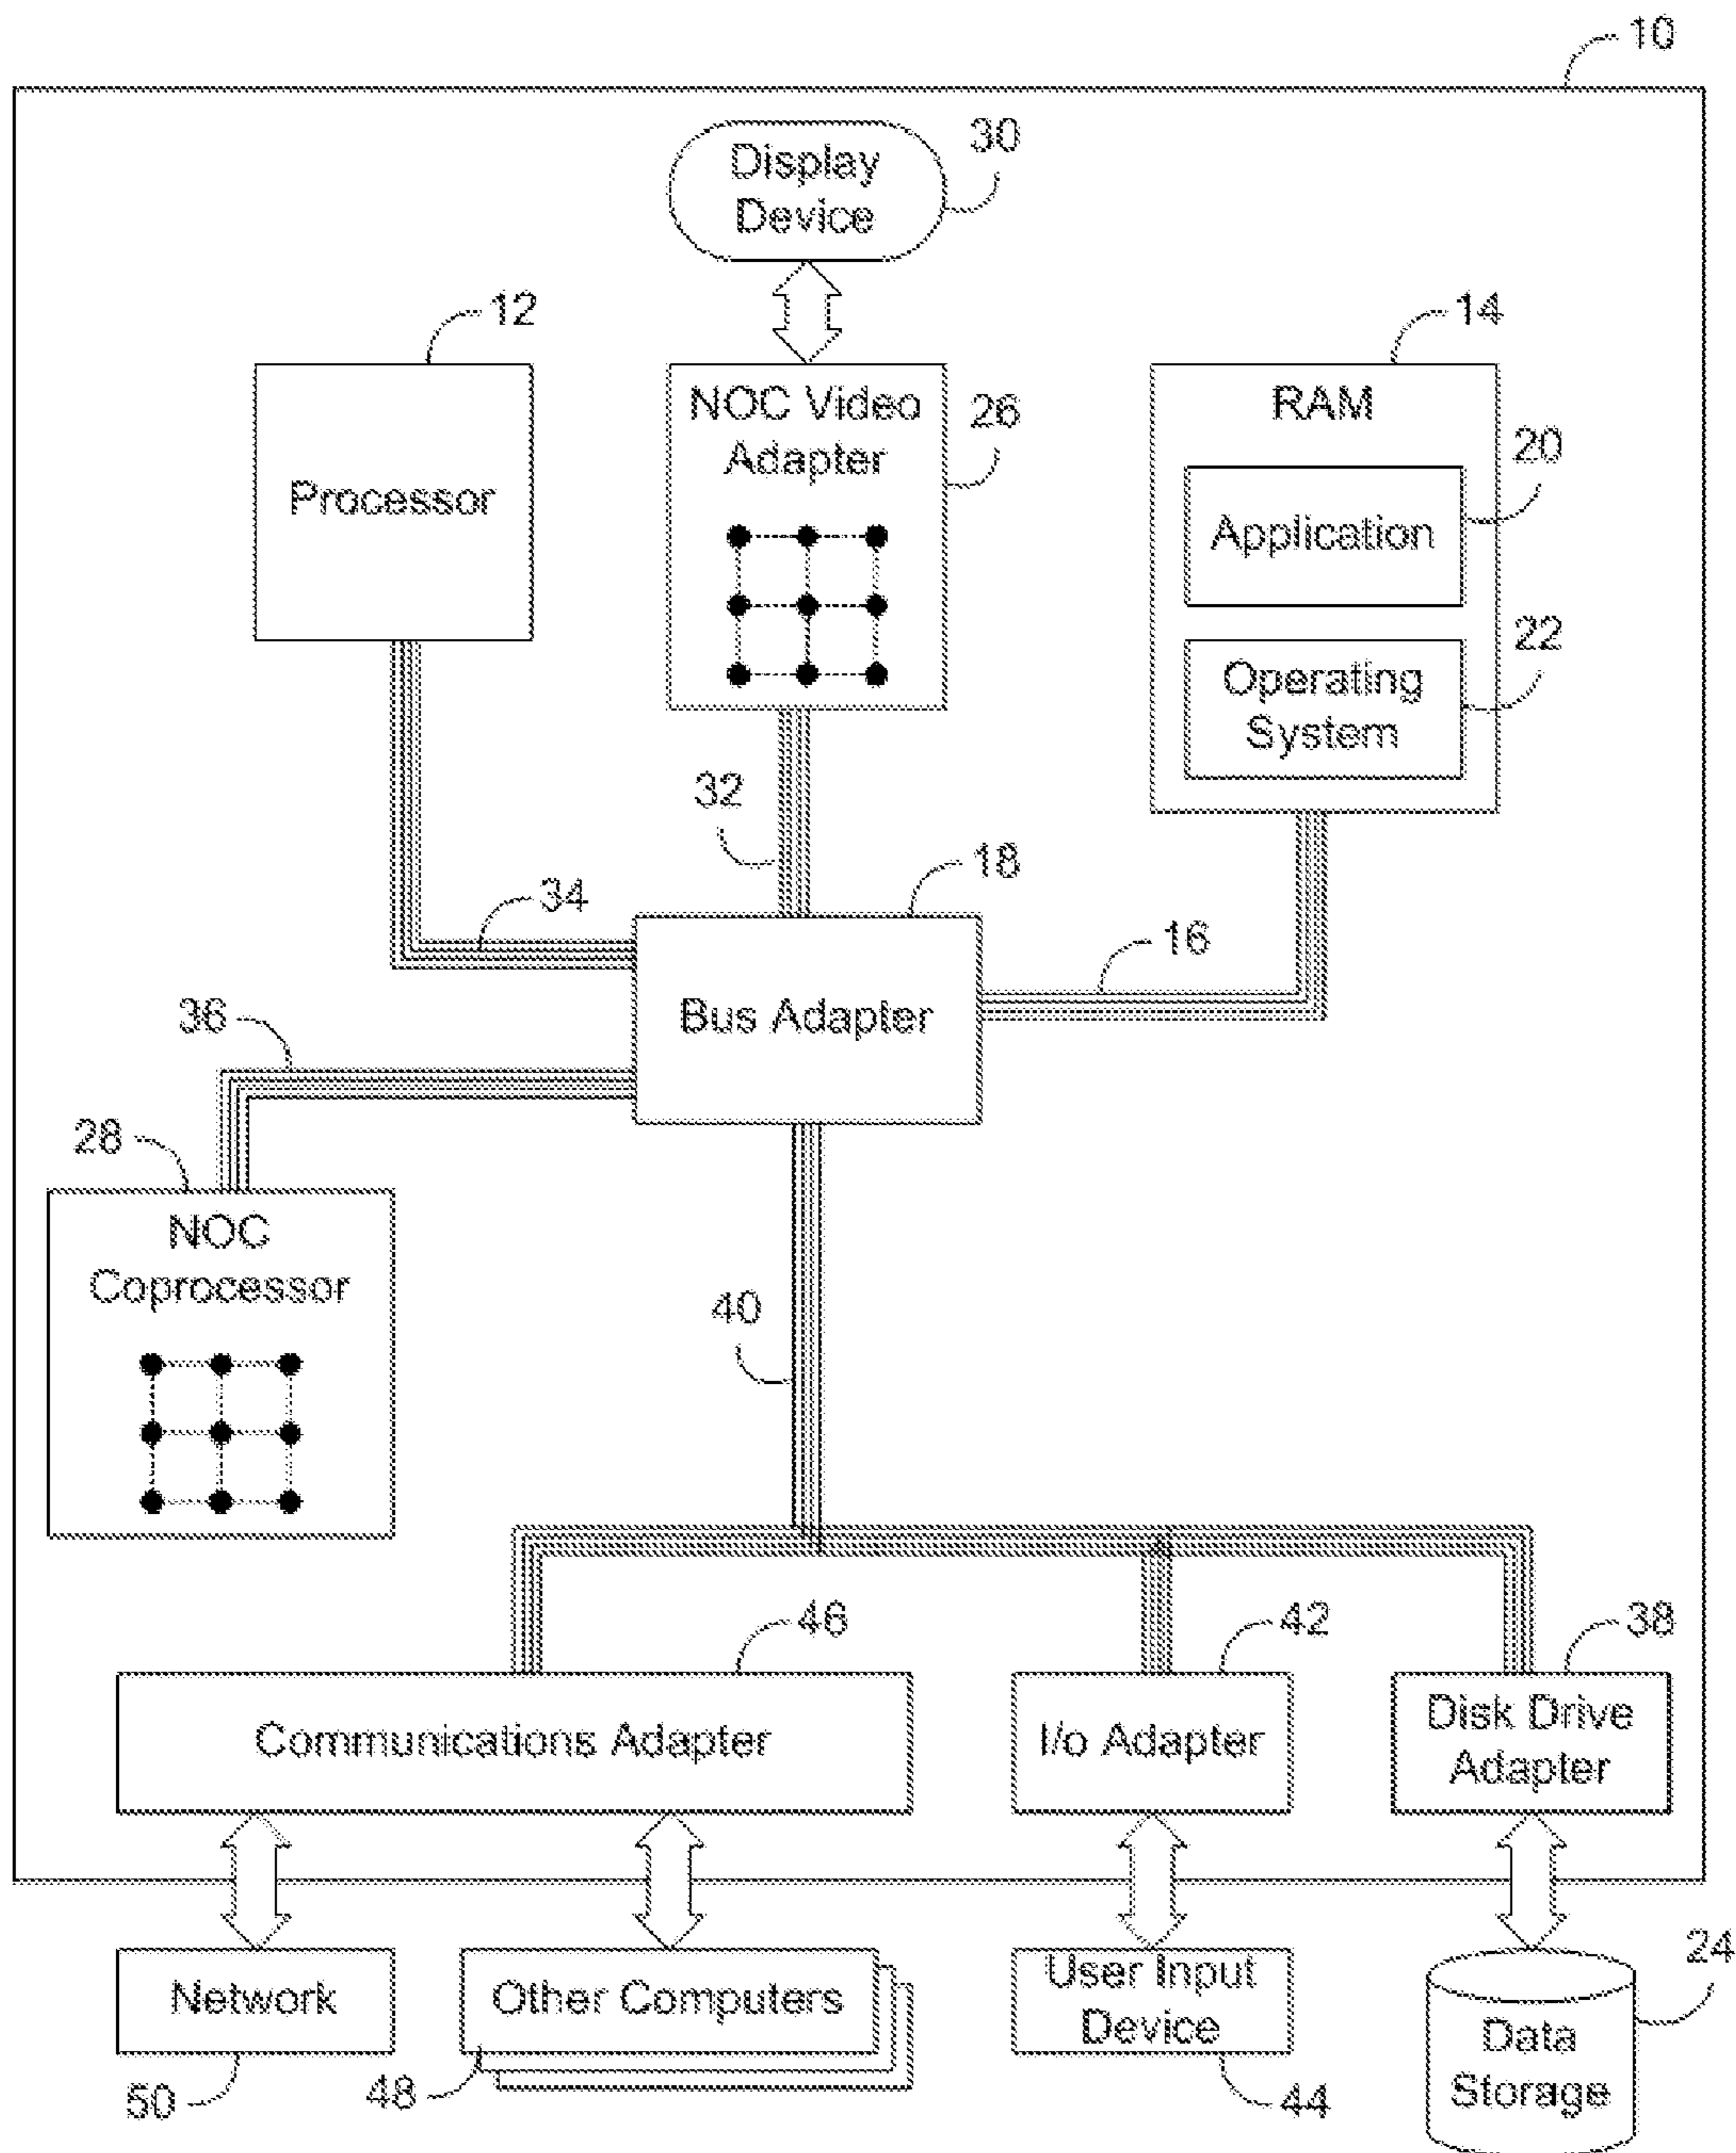 10
Display
Device
30
12
14
Processor
NOC Video
Adapter
26
RAM
20
Application
22
Operating
System
32
18
34
16
Bus Adapter
36
28
NOC
Coprocessor
40
46
42
38
Communications Adapter
I/o Adapter
Disk Drive
Adapter
Network
Other Computers
User Input
Device
24
Data
Storage
50
48
44